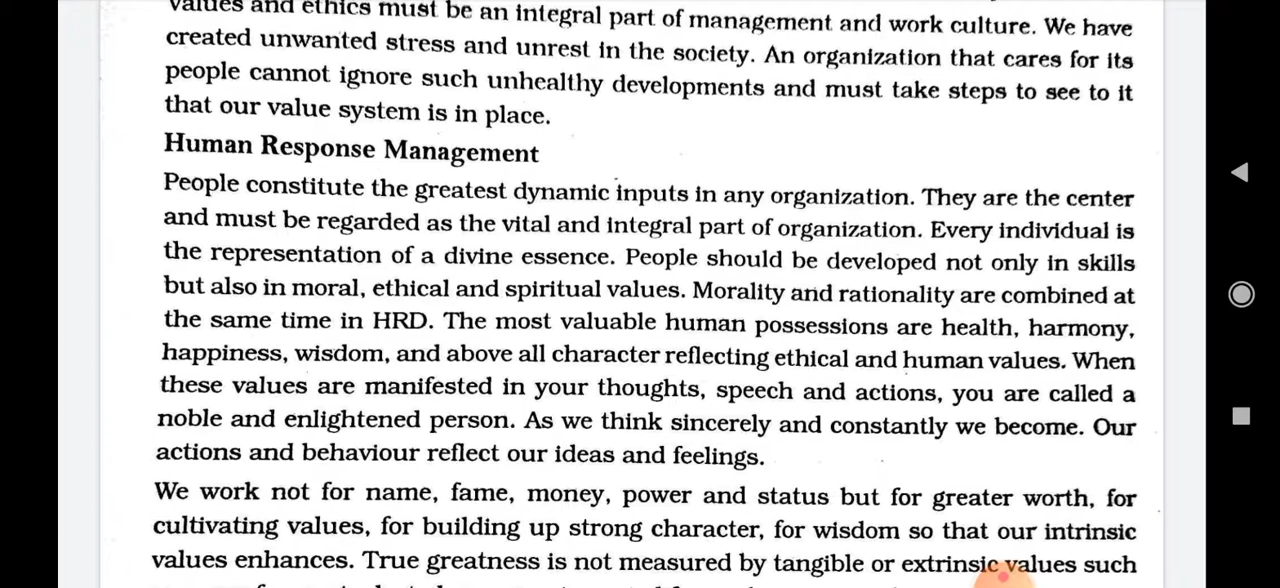 values and ethics must be an integral part of management and work culture. We have
created unwanted stress and unrest in the society. An organization that cares for its
people cannot ignore such unhealthy developments and must take steps to see to it
that our value system is in place.
Human Response Management
People constitute the greatest dynamic inputs in any organization. They are the center
and must be regarded as the vital and integral part of organization. Every individual is
the representation of a divine essence. People should be developed not only in skills
but also in moral, ethical and spiritual values. Morality and rationality are combined at
the same time in HRD. The most valuable human possessions are health, harmony,
happiness, wisdom, and above all character reflecting ethical and human values. When
these values are manifested in your thoughts, speech and actions, you are called a
noble and enlightened person. As we think sincerely and constantly we become. Our
actions and behaviour reflect our ideas and feelings.
We work not for name, fame, money, power and status but for greater worth, for
cultivating values, for building up strong character, for wisdom so that our intrinsic
values enhances. True greatness is not measured by tangible or extrinsic values such